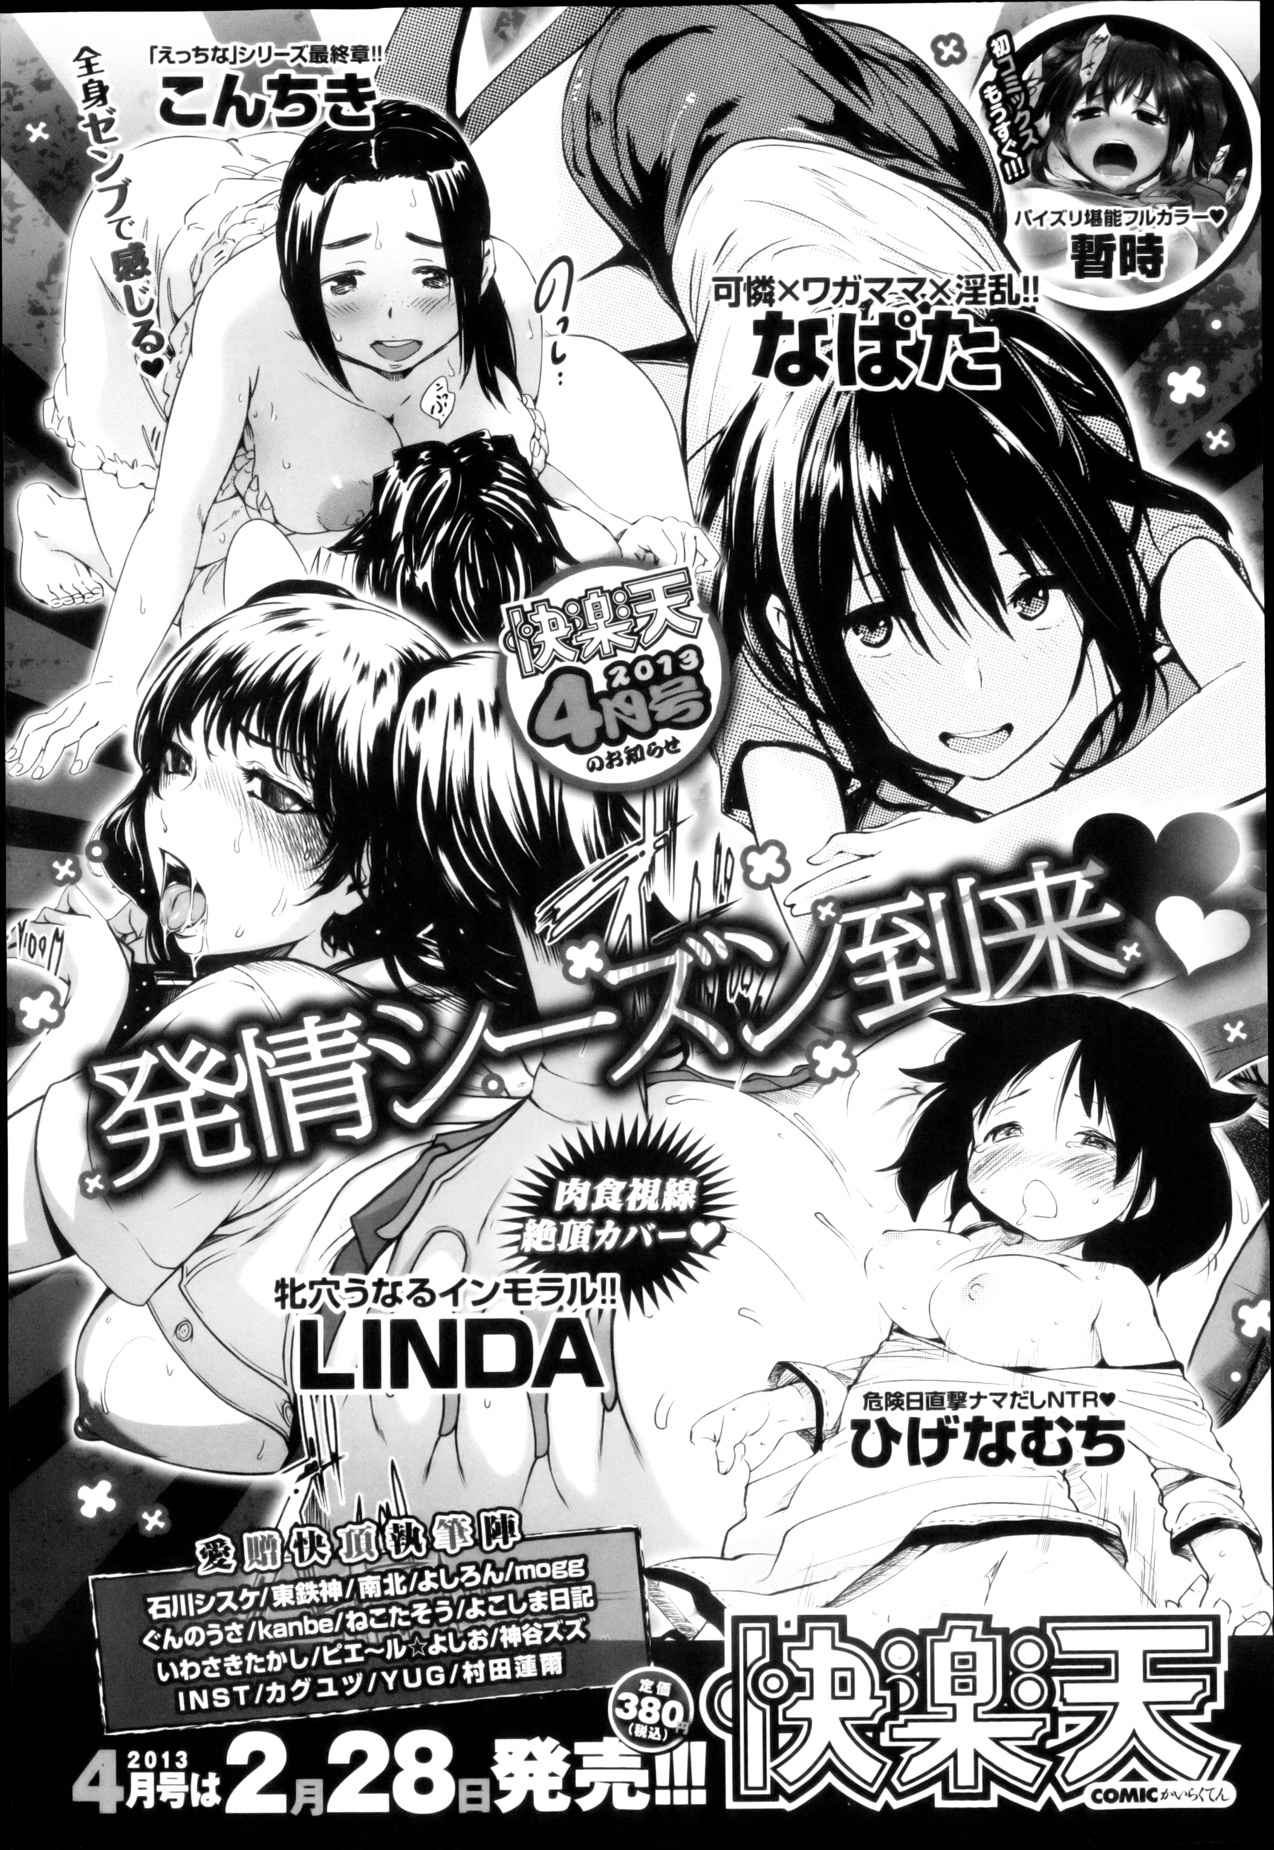 「えっちな」シリーズ最終章!!
こんちき
全身ゼンブで感じる♥
初コミックス
もうすぐ!!!
パイズリ堪能フルカラー♥
暫時
可憐×ワガママ×淫乱!!
なぱた
快楽天
2013
4月号
のお知らせ
発情シーズン到来
肉食視線
絶頂カバー♥
牝穴うなるインモラル!!
LINDA
危険日直撃ナマだしNTR♥
ひげなむち
愛贈快頂執筆陣
石川シスケ/東鉄神/南北/よしろん/mogg
ぐんのうさ/kanbe/ねこたそう/よこしま日記
いわさきたかし/ピエ～ル☆よしお/神谷ズズ
INST/カグユヅ/YUG/村田蓮爾
定価
380円
(税込)
2013
4月号は2月28日発売!!!
快楽天
COMIC かいらくてん